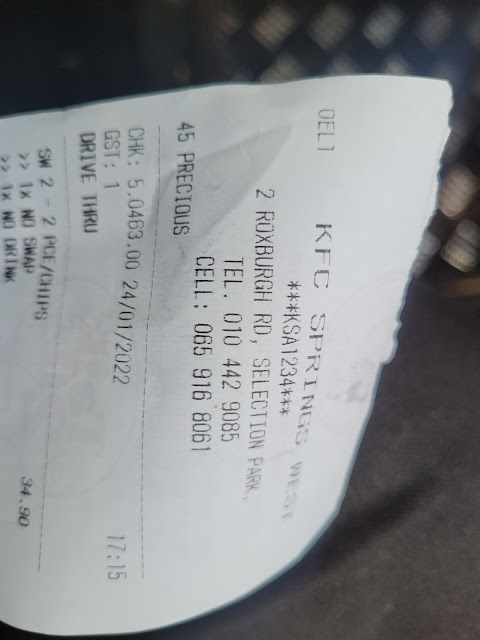 DEL1
KFC SPRINGS WEST
***KSA1234***
2 ROXBURGH RD, SELECTION PARK,
TEL. 010 442 9085
CELL: 065 916 8061
45 PRECIOUS
CHK: 5.0463.00 24/01/2022 17:15
GST: 1
DRIVE THRU
SW 2 - 2 PCE/CHIPS 34.90
>> 1x NO SWAP
>> 1x NO DRINK